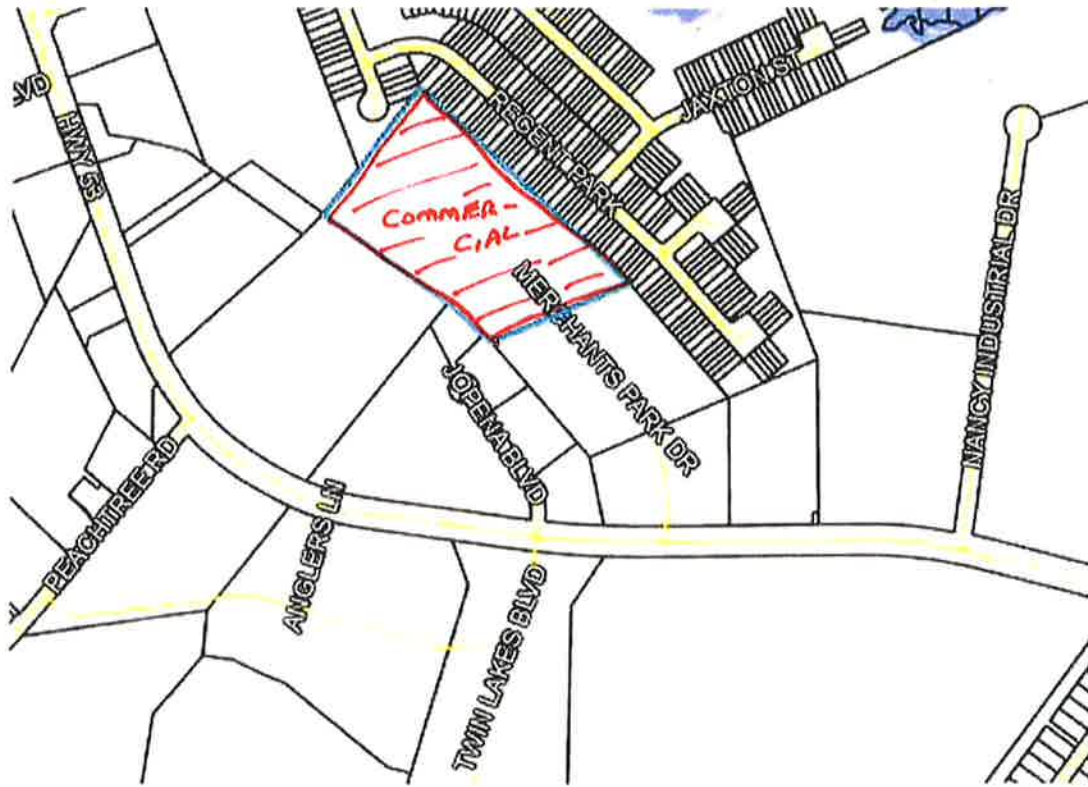 LVD
HWY 53
REGENT PARK
JAXTON ST
COMMER-
CIAL
MERCHANTS PARK DR
JOPENA BLVD
NANCY INDUSTRIAL DR
PEACHTREE RD
ANGLERS LN
TWIN LAKES BLVD